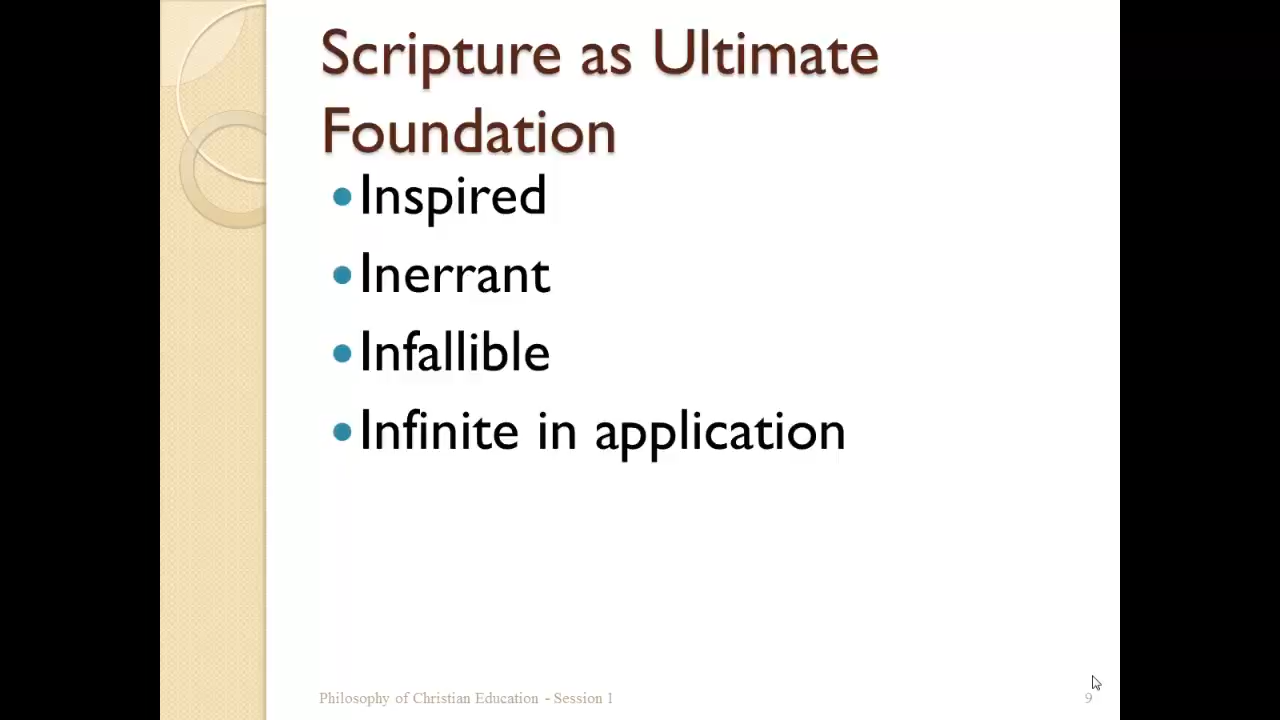 Scripture as Ultimate
Foundation
• Inspired
• Inerrant
• Infallible
• Infinite in application
Philosophy of Christian Education - Session 1
9